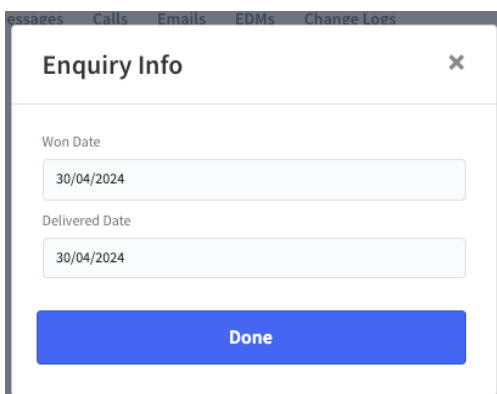 essages Calls Emails EDMs Change Logs
Enquiry Info ×
Won Date
30/04/2024
Delivered Date
30/04/2024
Done